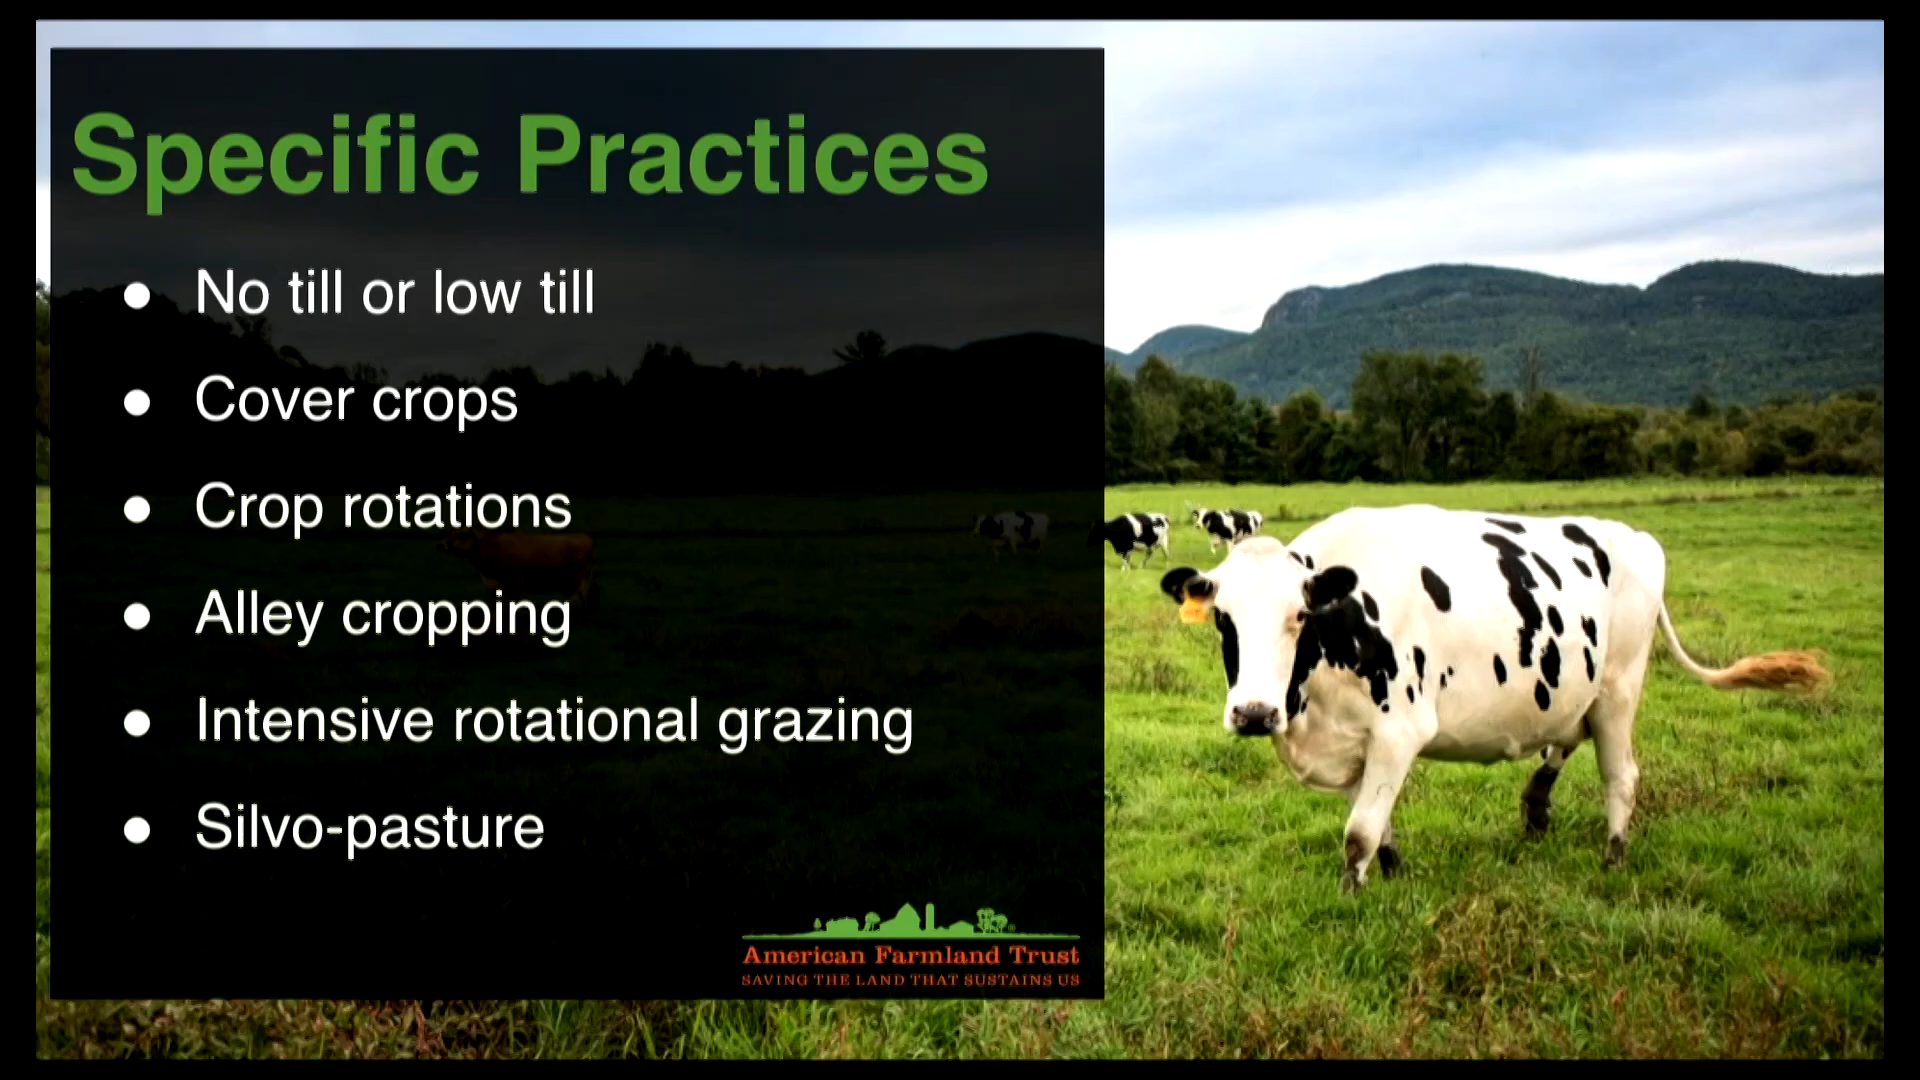 Specific Practices
● No till or low till
● Cover crops
● Crop rotations
● Alley cropping
● Intensive rotational grazing
● Silvo-pasture
American Farmland Trust
SAVING THE LAND THAT SUSTAINS US